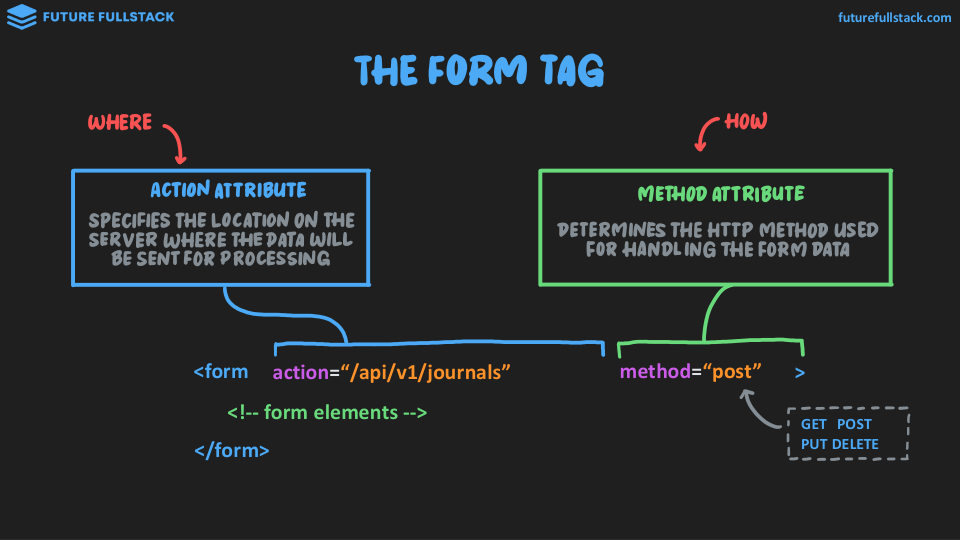 FUTURE FULLSTACK
futurefullstack.com
THE FORM TAG
WHERE
HOW
ACTION ATTRIBUTE
SPECIFIES THE LOCATION ON THE
SERVER WHERE THE DATA WILL
BE SENT FOR PROCESSING
METHOD ATTRIBUTE
DETERMINES THE HTTP METHOD USED
FOR HANDLING THE FORM DATA
<form action=“/api/v1/journals” method=“post” >
<!-- form elements -->
</form>
GET POST
PUT DELETE